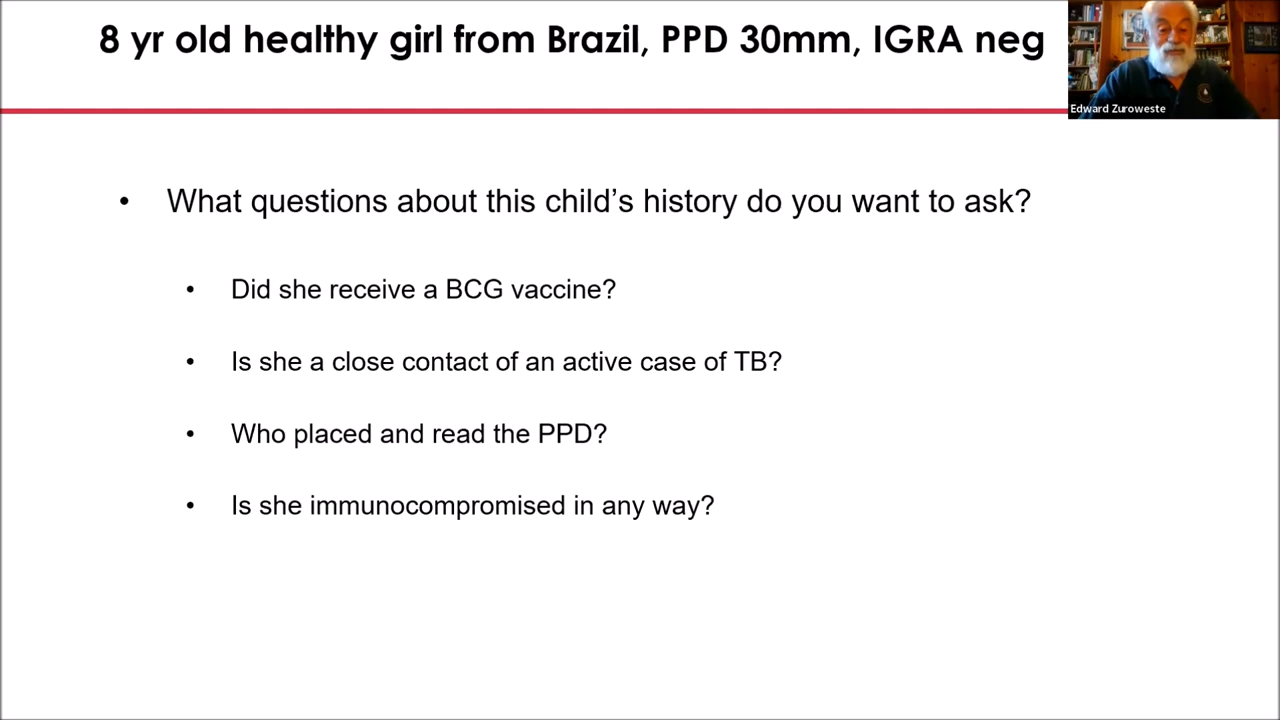 8 yr old healthy girl from Brazil, PPD 30mm, IGRA neg
Edward Zuroweste
• What questions about this child’s history do you want to ask?
• Did she receive a BCG vaccine?
• Is she a close contact of an active case of TB?
• Who placed and read the PPD?
• Is she immunocompromised in any way?